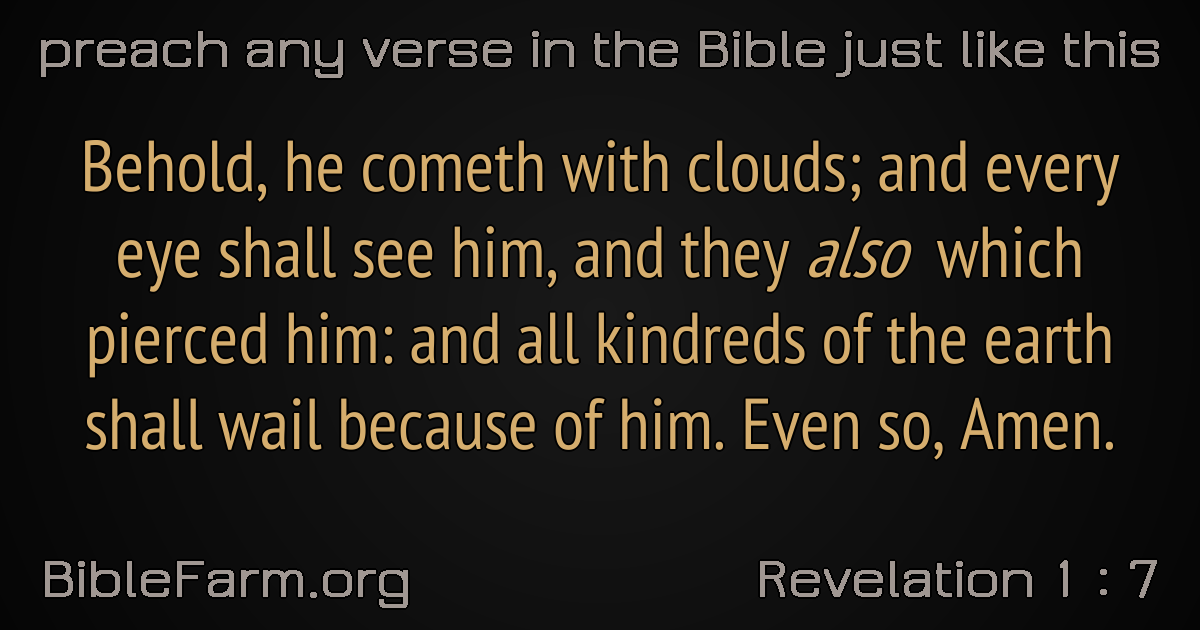 preach any verse in the Bible just like this
Behold, he cometh with clouds; and every
eye shall see him, and they also which
pierced him: and all kindreds of the earth
shall wail because of him. Even so, Amen.
BibleFarm.org
Revelation 1 : 7